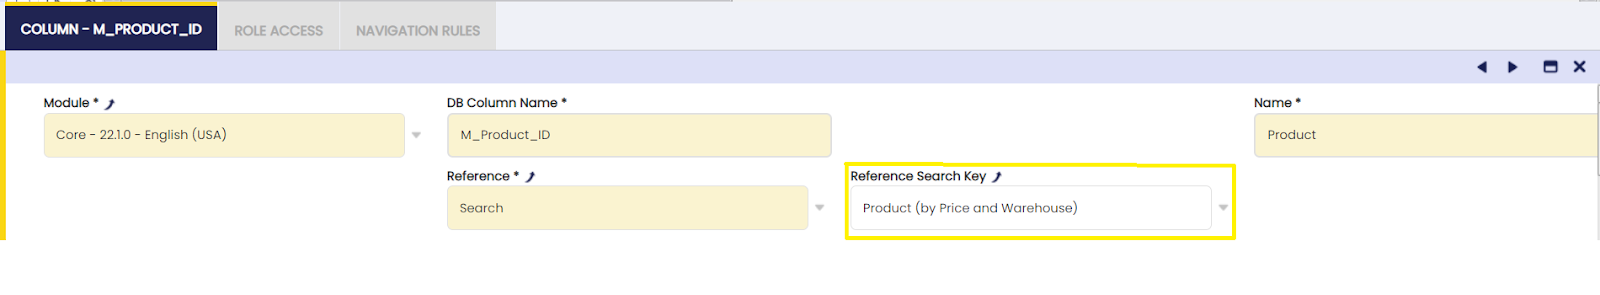 COLUMN - M_PRODUCT_ID ROLE ACCESS NAVIGATION RULES
Module * DB Column Name * Name *
Core - 22.1.0 - English (USA) M_Product_ID Product
Reference * Reference Search Key
Search Product (by Price and Warehouse)